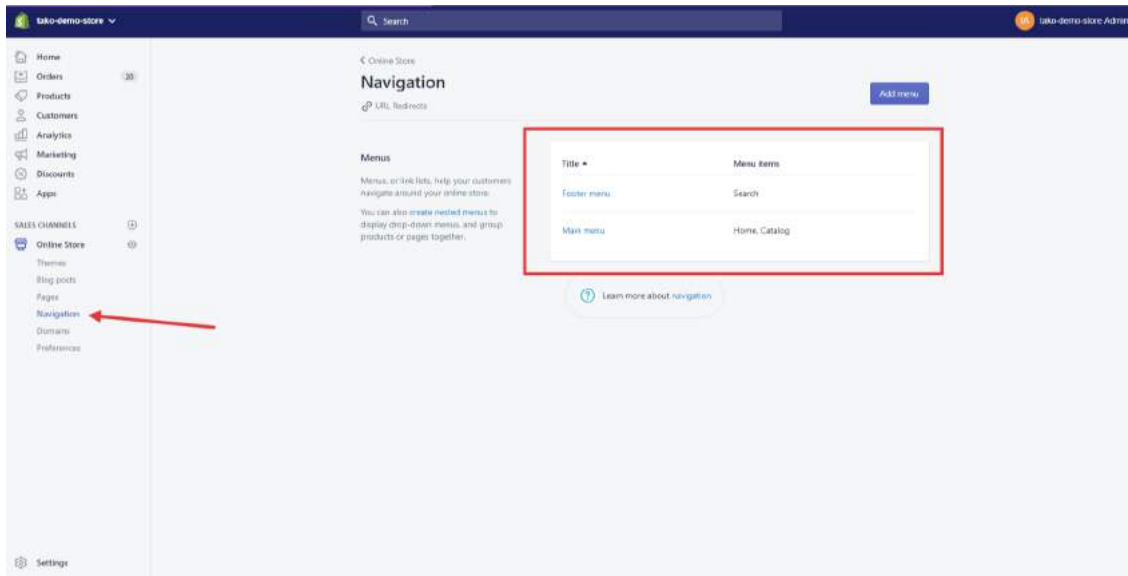 tako-demo-store
Search
tako-demo-store Admin
Home
Orders
20
Products
Customers
Analytics
Marketing
Discounts
Apps
SALES CHANNELS
Online Store
Themes
Blog posts
Pages
Navigation
Domains
Preferences
Settings
Online Store
Navigation
URL Redirects
Add menu
Menus
Menus, or link lists, help your customers
navigate around your online store.
You can also create nested menus to
display drop-down menus, and group
products or pages together.
Title
Menu items
Footer menu
Search
Main menu
Home, Catalog
Learn more about navigation